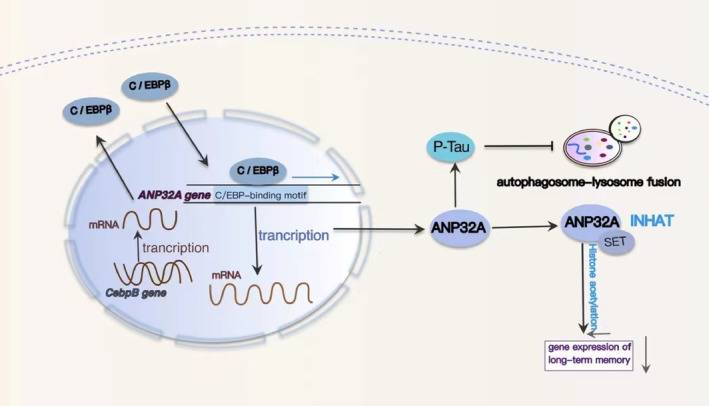 C / EBPβ
C / EBPβ
C / EBPβ
ANP32A gene C/EBP-binding motif
mRNA
trancription
CebpB gene
trancription
mRNA
P-Tau
autophagosome-lysosome fusion
ANP32A
ANP32A INHAT
SET
Histone acetylation
gene expression of
long-term memory